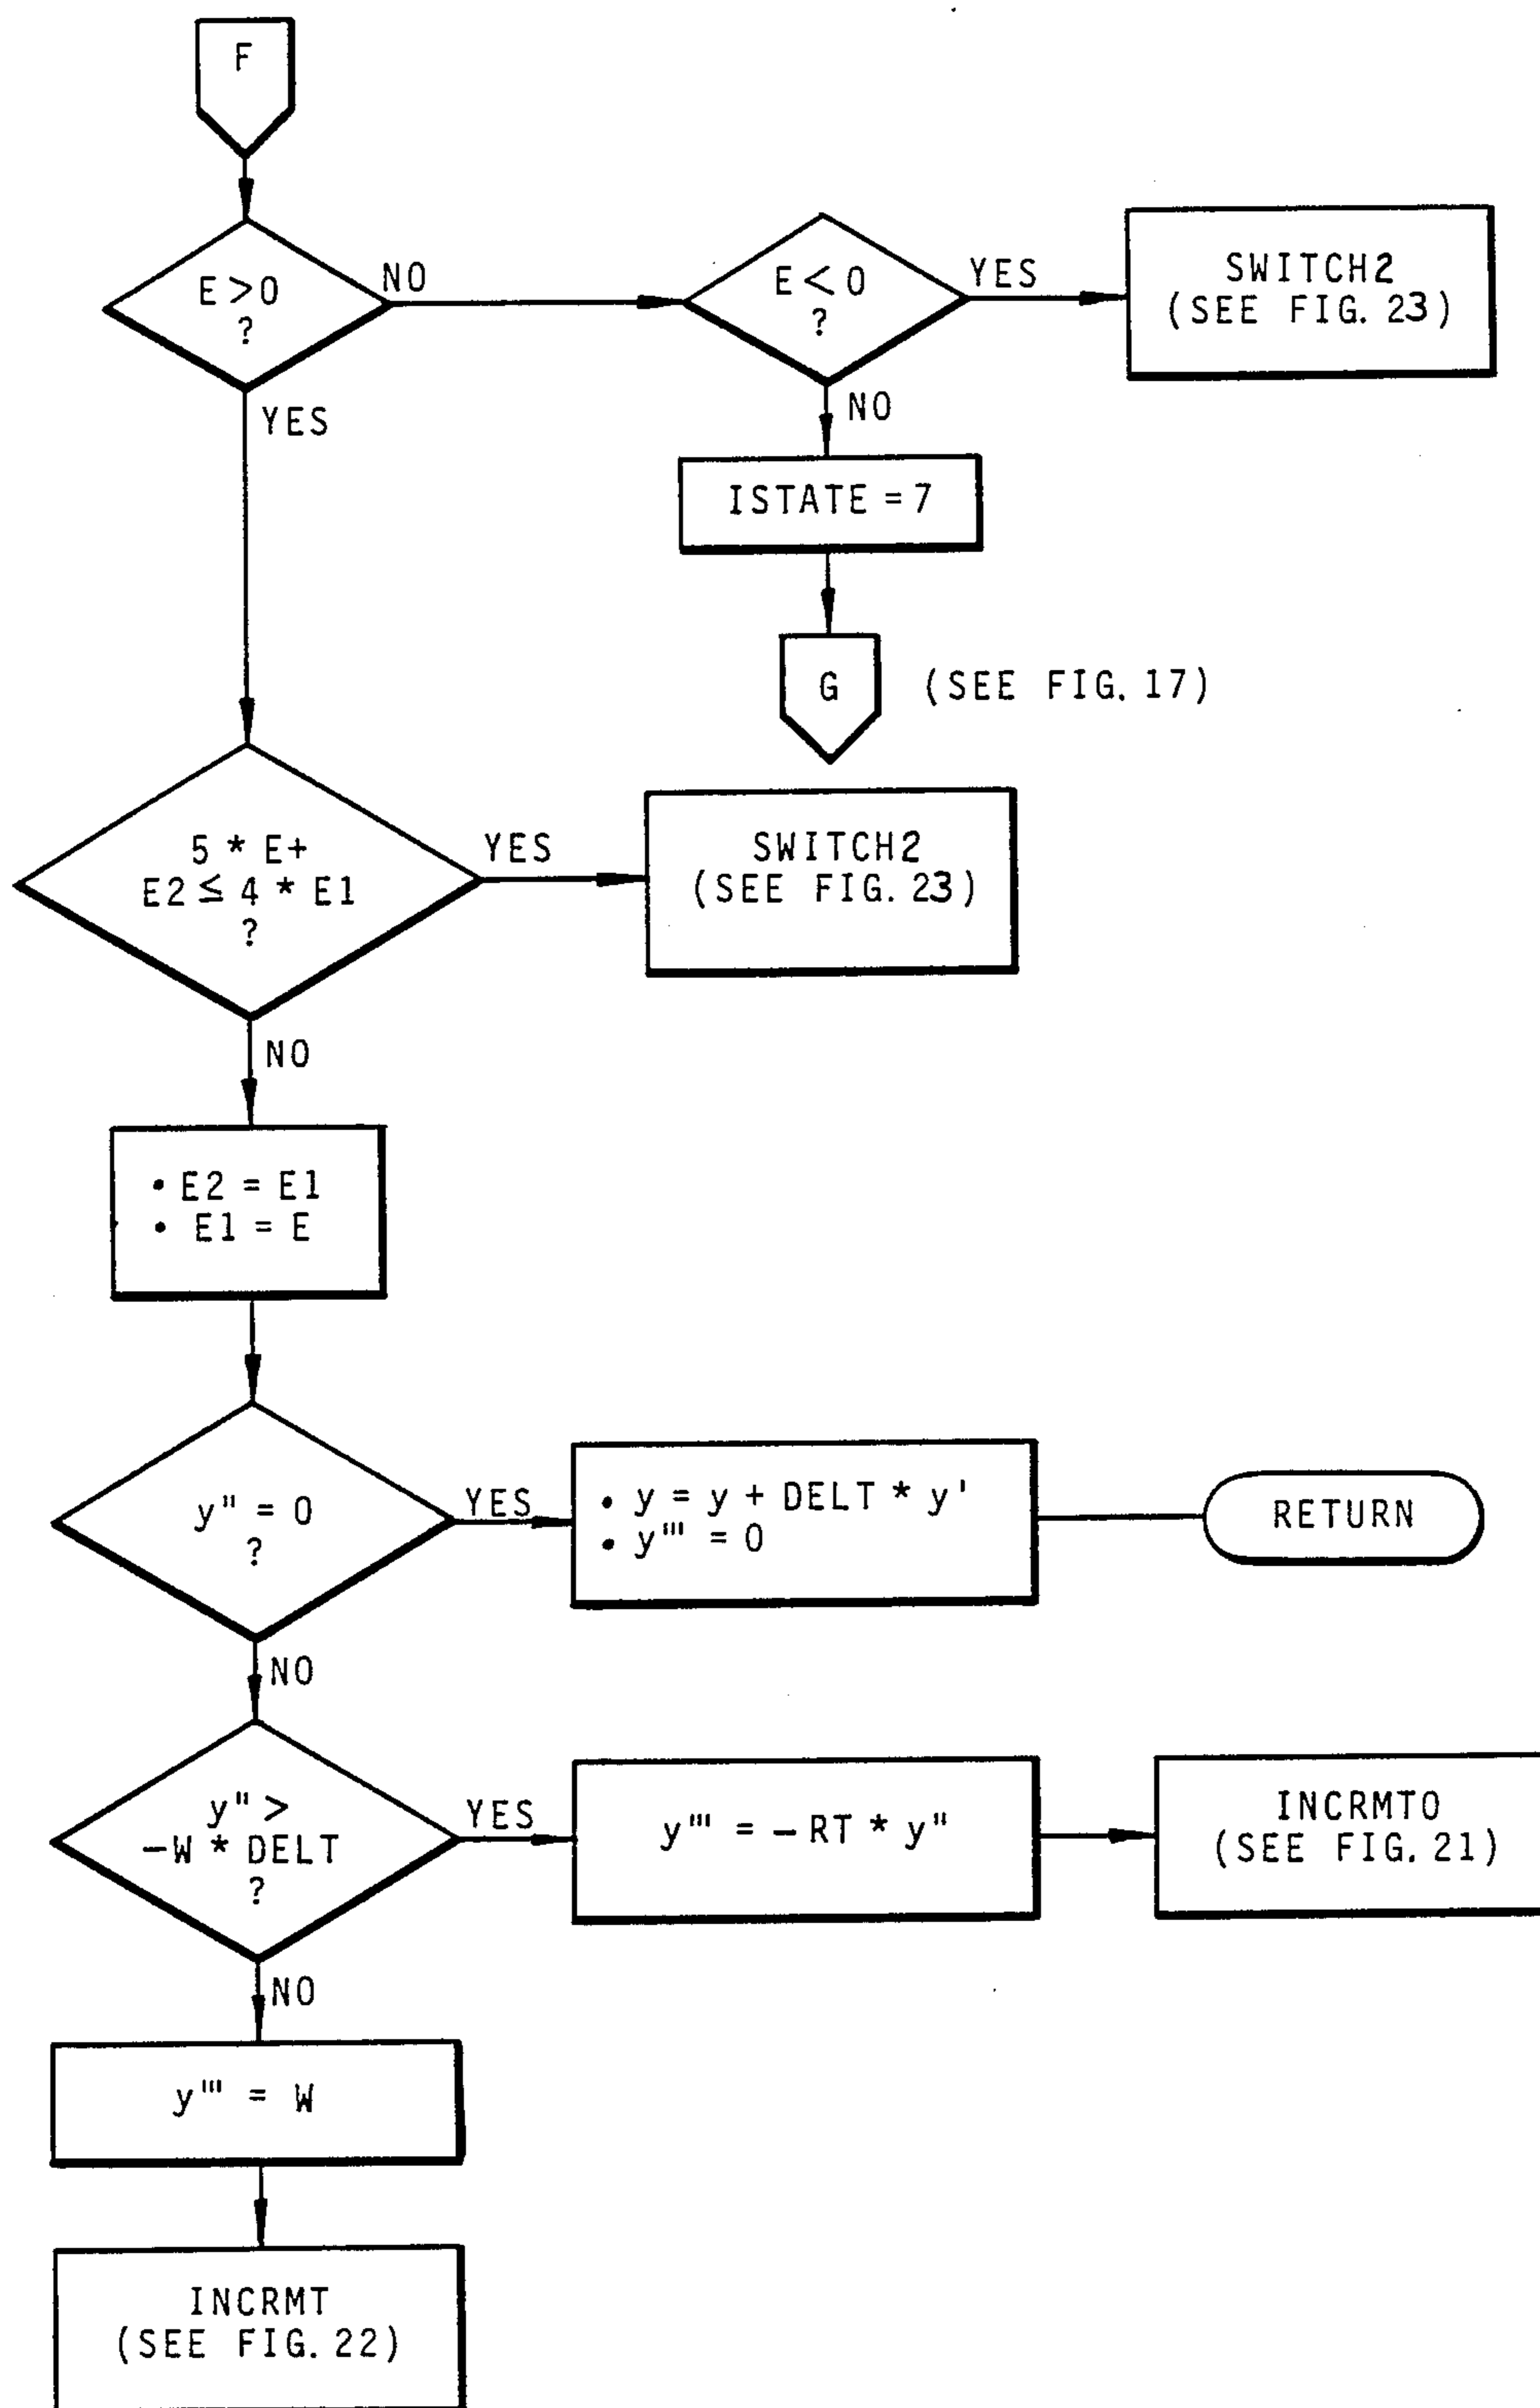 F
E > 0
?
NO
YES
E < 0
?
YES
NO
SWITCH2
(SEE FIG. 23)
ISTATE = 7
G
(SEE FIG. 17)
5 * E+
E2 ≤ 4 * E1
?
YES
NO
SWITCH2
(SEE FIG. 23)
• E2 = E1
• E1 = E
y" = 0
?
YES
NO
• y = y + DELT * y'
• y"' = 0
RETURN
y" >
-W * DELT
?
YES
NO
y"' = -RT * y"
INCRMT0
(SEE FIG. 21)
y"' = W
INCRMT
(SEE FIG. 22)